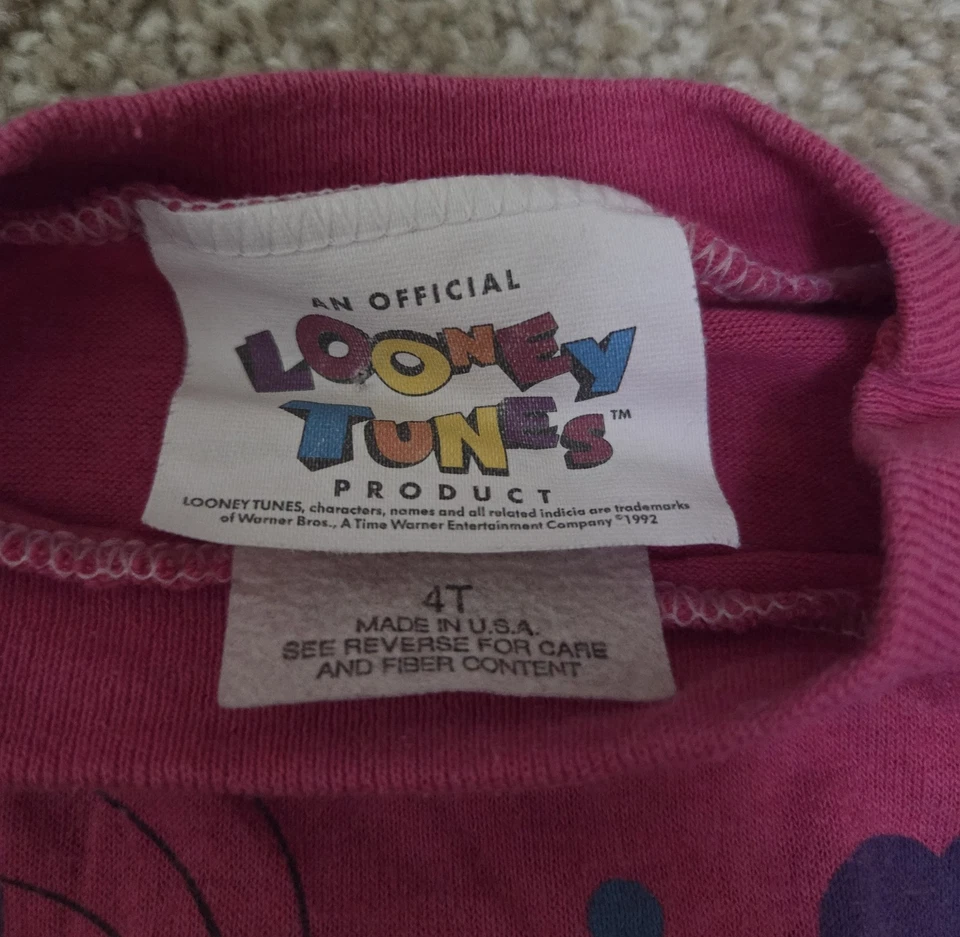 AN OFFICIAL
LOONEY
TUNES™
PRODUCT
LOONEY TUNES, characters, names and all related indicia are trademarks
of Warner Bros., A Time Warner Entertainment Company ©1992
4T
MADE IN U.S.A.
SEE REVERSE FOR CARE
AND FIBER CONTENT